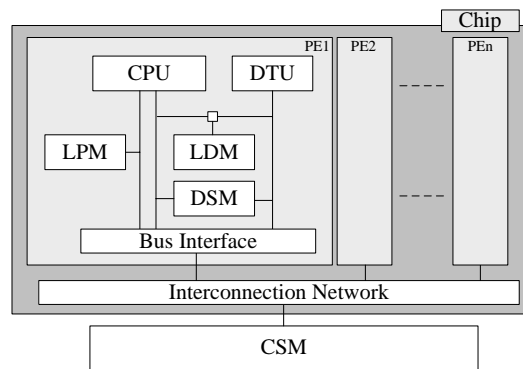 Chip
PE1
PE2
PEn
CPU
DTU
LPM
LDM
DSM
Bus Interface
Interconnection Network
CSM